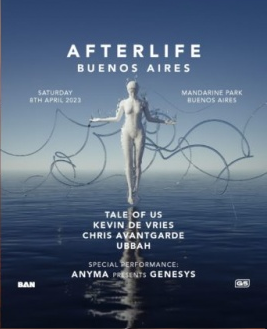 AFTERLIFE
BUENOS AIRES
SATURDAY
8TH APRIL 2023
MANDARINE PARK
BUENOS AIRES
TALE OF US
KEVIN DE VRIES
CHRIS AVANTGARDE
UBBAH
SPECIAL PERFORMANCE:
ANYMA PRESENTS GENESYS
BAN